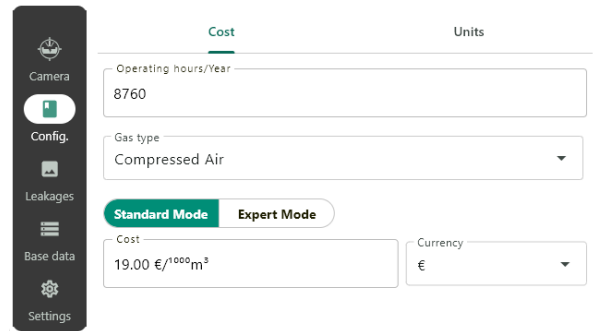 Cost
Units
Camera
Config.
Leakages
Base data
Settings
Operating hours/Year
8760
Gas type
Compressed Air
Standard Mode
Expert Mode
Cost
19.00 €/¹⁰⁰⁰m³
Currency
€